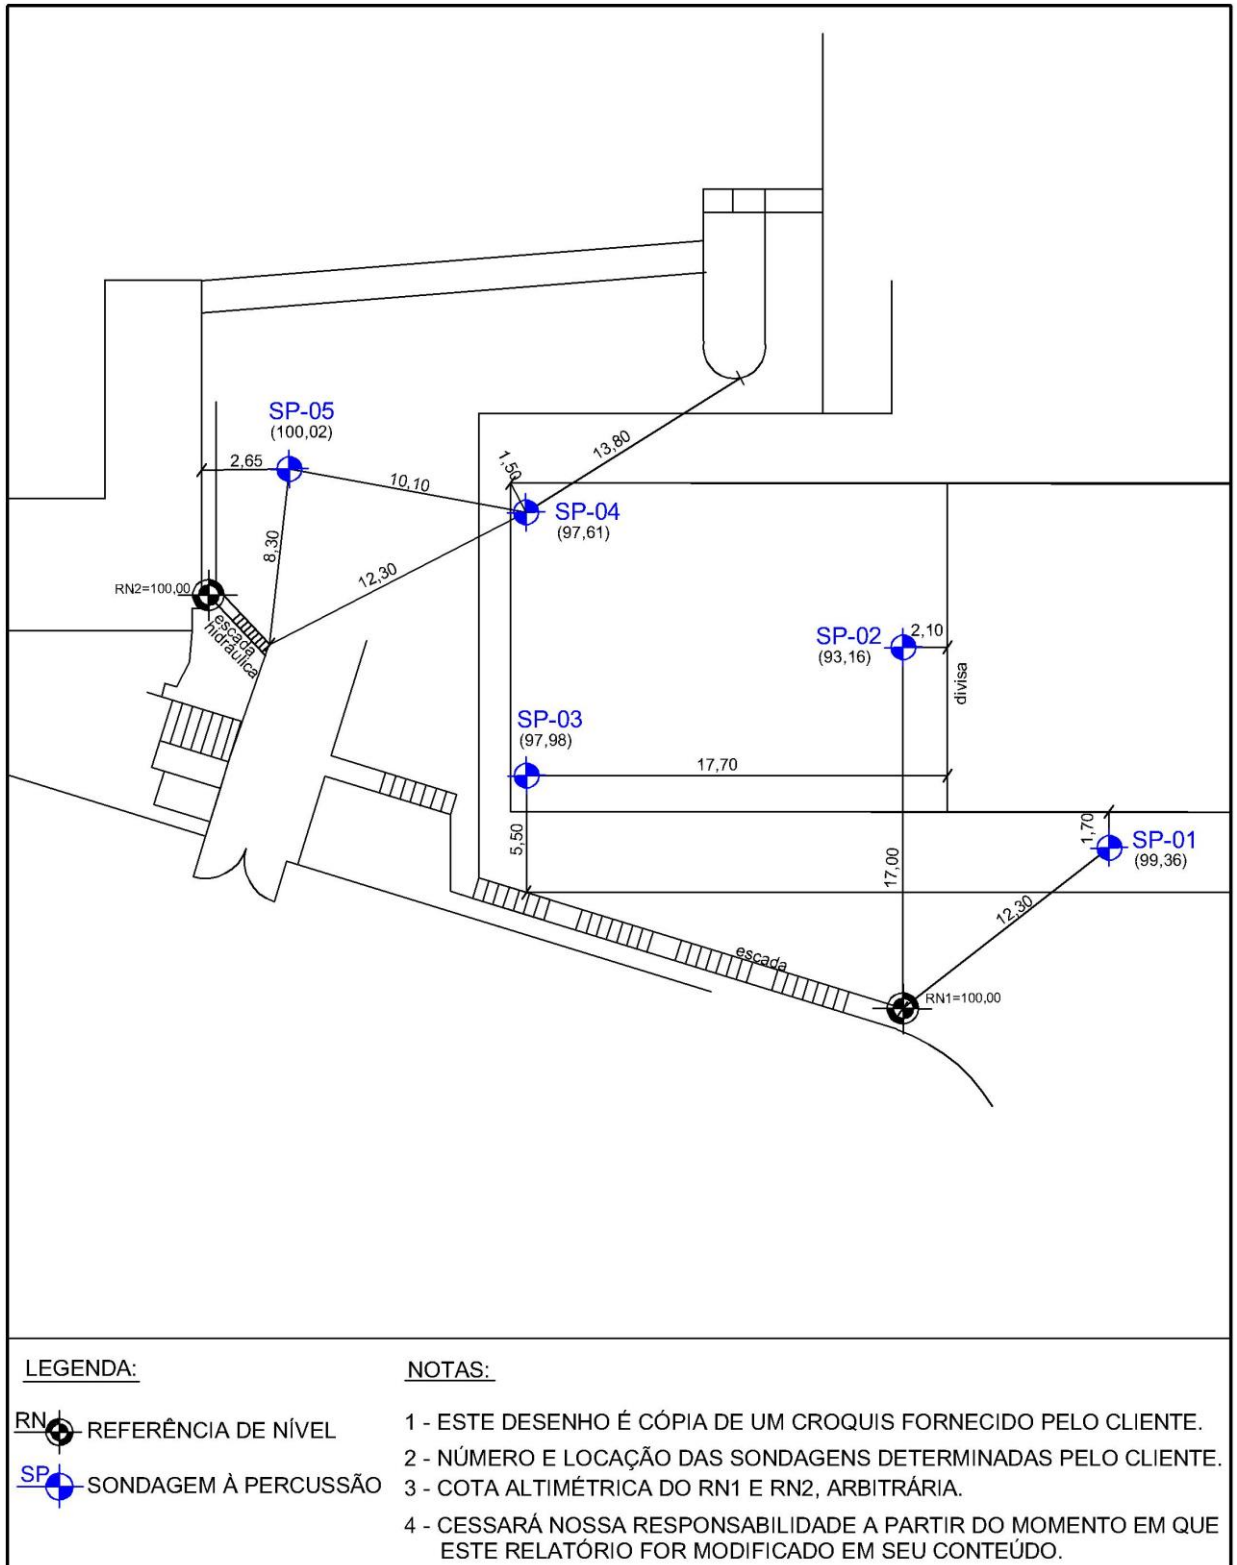 SP-05
(100,02)
2,65
10,10
1,50
13,80
SP-04
(97,61)
8,30
12,30
RN2=100,00
escada
hidráulica
SP-02
(93,16)
2,10
divisa
SP-03
(97,98)
17,70
5,50
17,00
1,70
SP-01
(99,36)
12,30
escada
RN1=100,00
LEGENDA:
RN
REFERÊNCIA DE NÍVEL
SP
SONDAGEM À PERCUSSÃO
NOTAS:
1 - ESTE DESENHO É CÓPIA DE UM CROQUIS FORNECIDO PELO CLIENTE.
2 - NÚMERO E LOCAÇÃO DAS SONDAGENS DETERMINADAS PELO CLIENTE.
3 - COTA ALTIMÉTRICA DO RN1 E RN2, ARBITRÁRIA.
4 - CESSARÁ NOSSA RESPONSABILIDADE A PARTIR DO MOMENTO EM QUE
ESTE RELATÓRIO FOR MODIFICADO EM SEU CONTEÚDO.